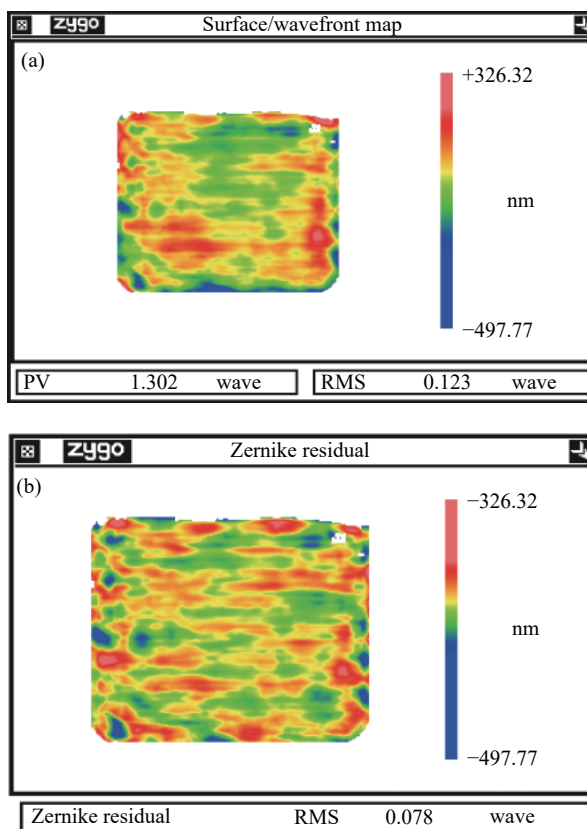 zygo Surface/wavefront map
(a)
+326.32
nm
−497.77
PV 1.302 wave RMS 0.123 wave
zygo Zernike residual
(b)
−326.32
nm
−497.77
Zernike residual RMS 0.078 wave